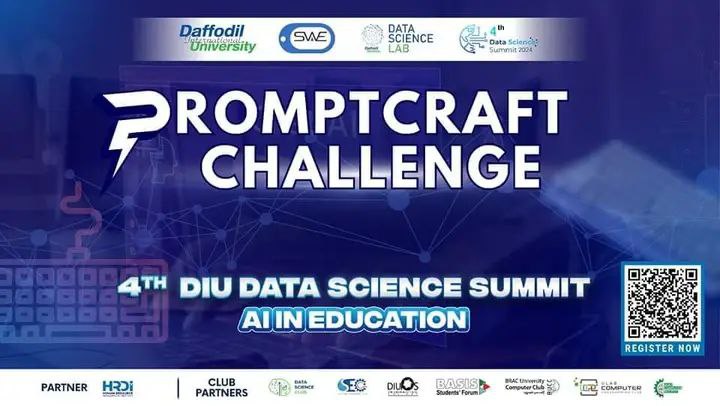 Daffodil
International
University
SWE
DATA
SCIENCE
LAB
4th
Data Science
Summit 2024
PROMPTCRAFT
CHALLENGE
4TH DIU DATA SCIENCE SUMMIT
AI IN EDUCATION
REGISTER NOW
PARTNER
HRDI
CLUB
PARTNERS
DATA
SCIENCE
CLUB
BASIS
Students' Forum
BRAC University
Computer Club
ULAB
COMPUTER